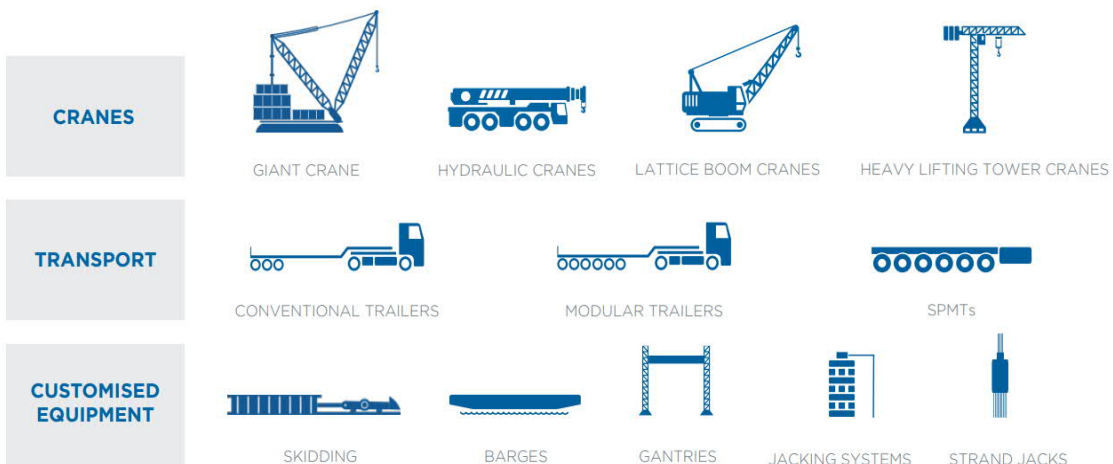 CRANES
GIANT CRANE
HYDRAULIC CRANES
LATTICE BOOM CRANES
HEAVY LIFTING TOWER CRANES
TRANSPORT
CONVENTIONAL TRAILERS
MODULAR TRAILERS
SPMTs
CUSTOMISED
EQUIPMENT
SKIDDING
BARGES
GANTRIES
JACKING SYSTEMS
STRAND JACKS